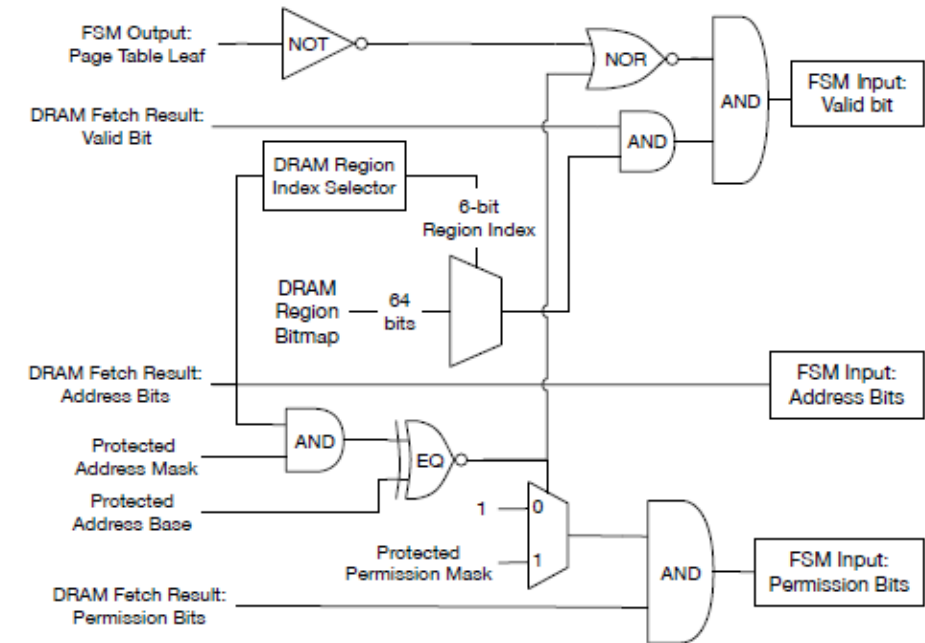 FSM Output:
Page Table Leaf
NOT
NOR
AND
FSM Input:
Valid bit
DRAM Fetch Result:
Valid Bit
AND
DRAM Region
Index Selector
6-bit
Region Index
DRAM
Region
Bitmap
64
bits
DRAM Fetch Result:
Address Bits
FSM Input:
Address Bits
AND
Protected
Address Mask
EQ
Protected
Address Base
1
0
Protected
Permission Mask
1
AND
FSM Input:
Permission Bits
DRAM Fetch Result:
Permission Bits